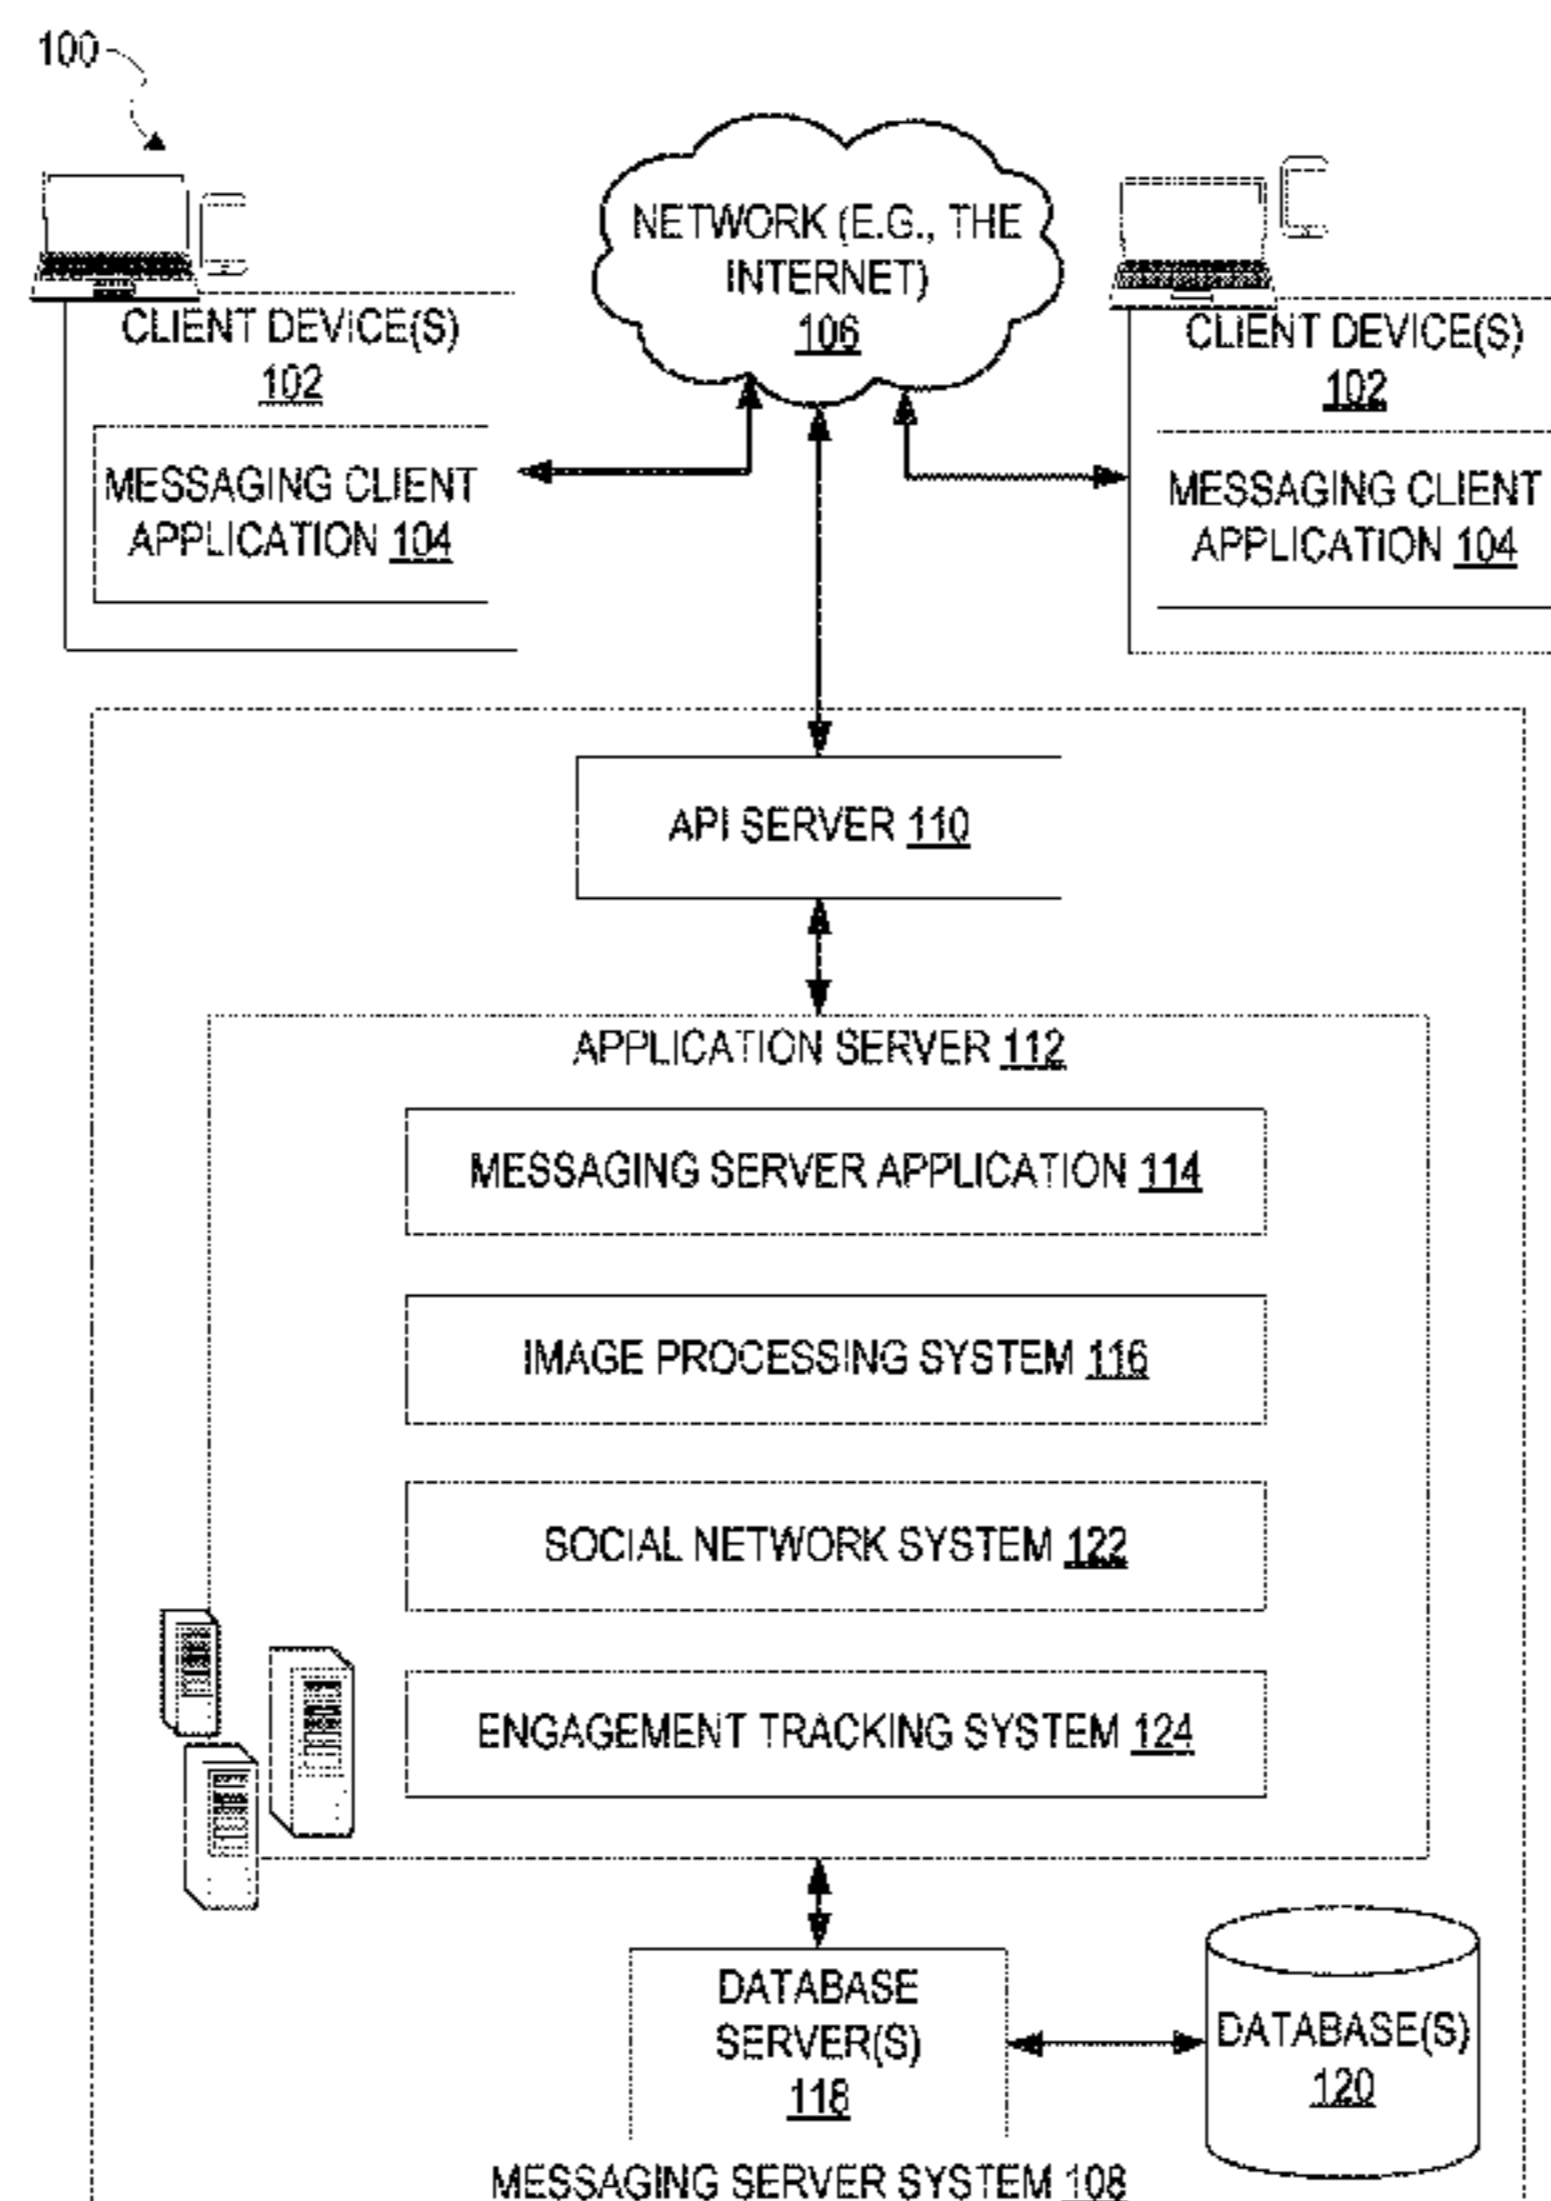 100
NETWORK (E.G., THE
INTERNET)
106
CLIENT DEVICE(S)
102
MESSAGING CLIENT
APPLICATION 104
CLIENT DEVICE(S)
102
MESSAGING CLIENT
APPLICATION 104
API SERVER 110
APPLICATION SERVER 112
MESSAGING SERVER APPLICATION 114
IMAGE PROCESSING SYSTEM 116
SOCIAL NETWORK SYSTEM 122
ENGAGEMENT TRACKING SYSTEM 124
DATABASE
SERVER(S)
118
DATABASE(S)
120
MESSAGING SERVER SYSTEM 108